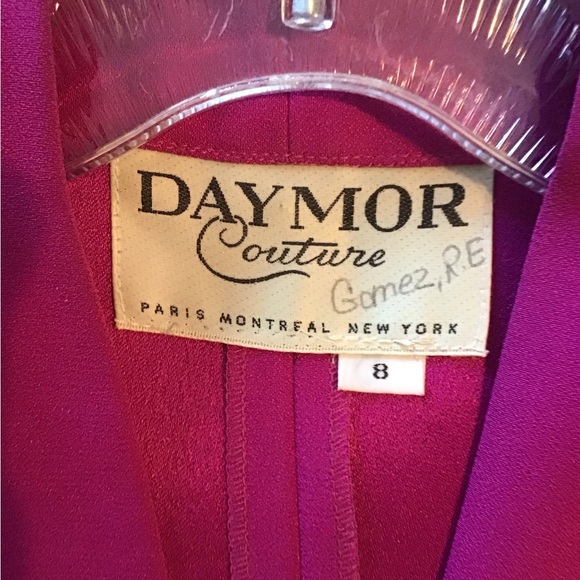 DAYMOR
Couture
Gomez, R.E
PARIS MONTREAL NEW YORK
8